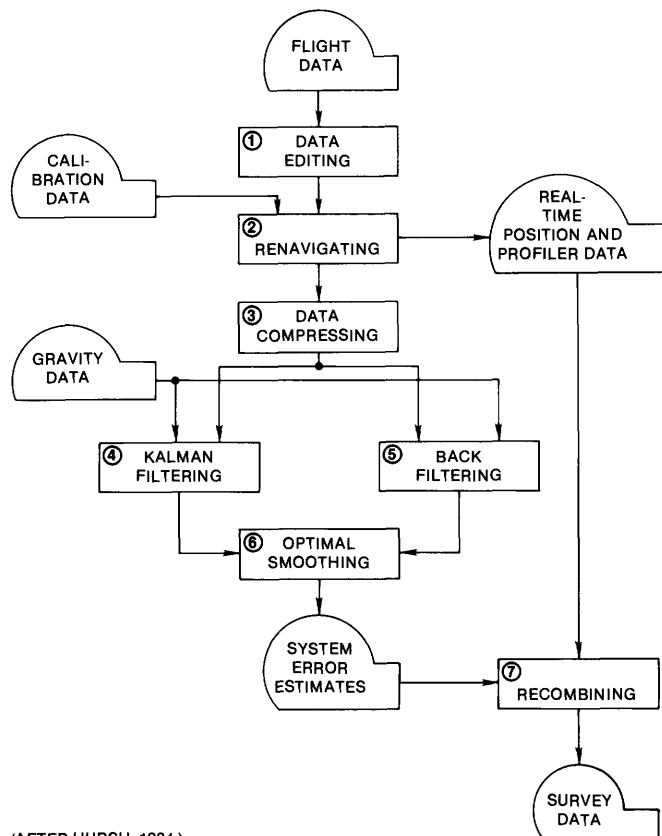 FLIGHT
DATA
① DATA
EDITING
CALI-
BRATION
DATA
② RENAVIGATING
REAL-
TIME
POSITION AND
PROFILER DATA
③ DATA
COMPRESSING
GRAVITY
DATA
④ KALMAN
FILTERING
⑤ BACK
FILTERING
⑥ OPTIMAL
SMOOTHING
SYSTEM
ERROR
ESTIMATES
⑦ RECOMBINING
SURVEY
DATA